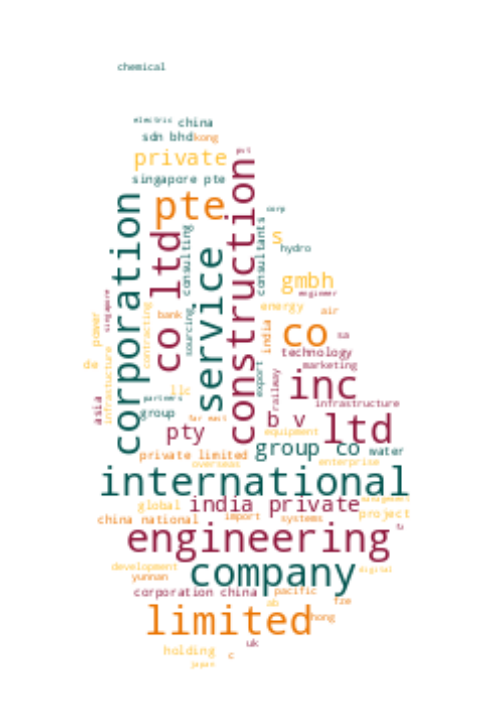 chemical
electric china
sdn bhd kong
private
pvt
singapore pte
pte
corp
corporation
co ltd
consulting
service
construction
consultants
s
hydro
gmbh
engineer
energy
air
singapore
power
infrastructure
contracting
bank
sourcing
india
co
sa
technology
marketing
de
llc
partners
export
railway
inc
infrastructure
asia
group
far east
b v
ltd
pty
equipment
group co
water
private limited
overseas
enterprise
international
india private
management
global
project
china national
import
systems
engineering
development
yunnan
company
digital
corporation china
pacific
ab
fze
limited
hong
uk
holding
c
japan